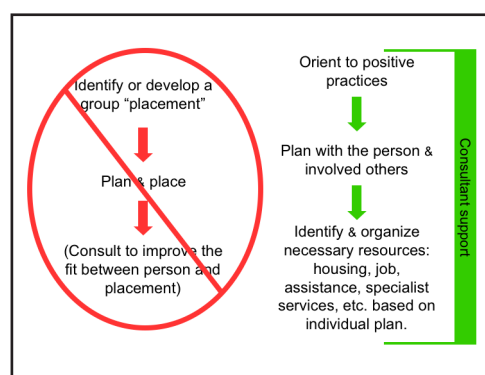 Identify or develop a
group “placement”
Plan & place
(Consult to improve the
fit between person and
placement)
Orient to positive
practices
Plan with the person &
involved others
Identify & organize
necessary resources:
housing, job,
assistance, specialist
services, etc. based on
individual plan.
Consultant support